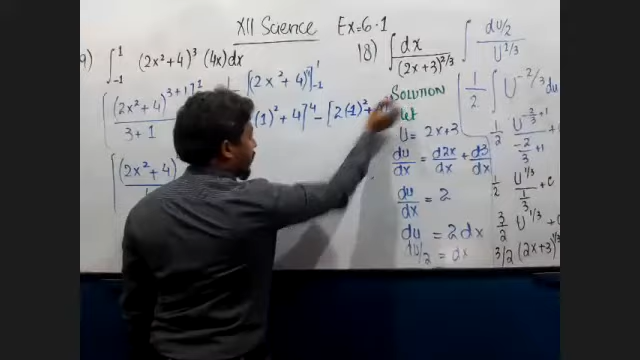 XII Science Ex=6·1
9) ∫₋₁¹ (2x²+4)³ (4x)dx
[(2x²+4)³⁺¹ / 3+1]¹
[(2x²+4)⁴
[2x²+4)⁴]₋₁¹
(1)²+4]⁴ - [2(-1)²+
18) ∫ dx / (2x+3)^2/3
SOLUTION
U = 2x+3
du/dx = d2x/dx + d3/dx
du/dx = 2
du = 2dx
du/2 = dx
∫ du/2 / U^2/3
1/2 ∫ U^-2/3 du
1/2 U^-2/3+1 / -2/3+1 +
1/2 U^1/3 / 1/3 + c
3/2 U^1/3 + c
3/2 (2x+3)^1/3